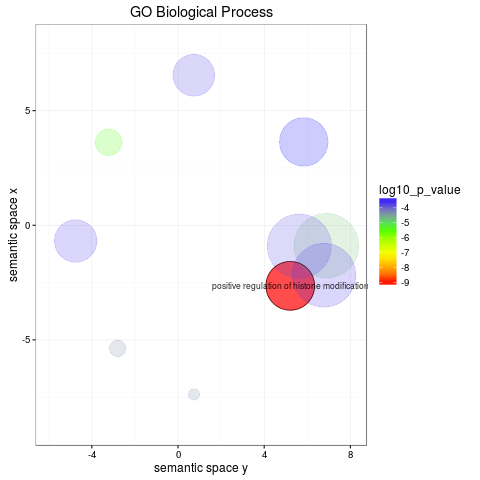 GO Biological Process
5
0
-5
semantic space x
-4
0
4
8
semantic space y
positive regulation of histone modification
log10_p_value
-4
-5
-6
-7
-8
-9